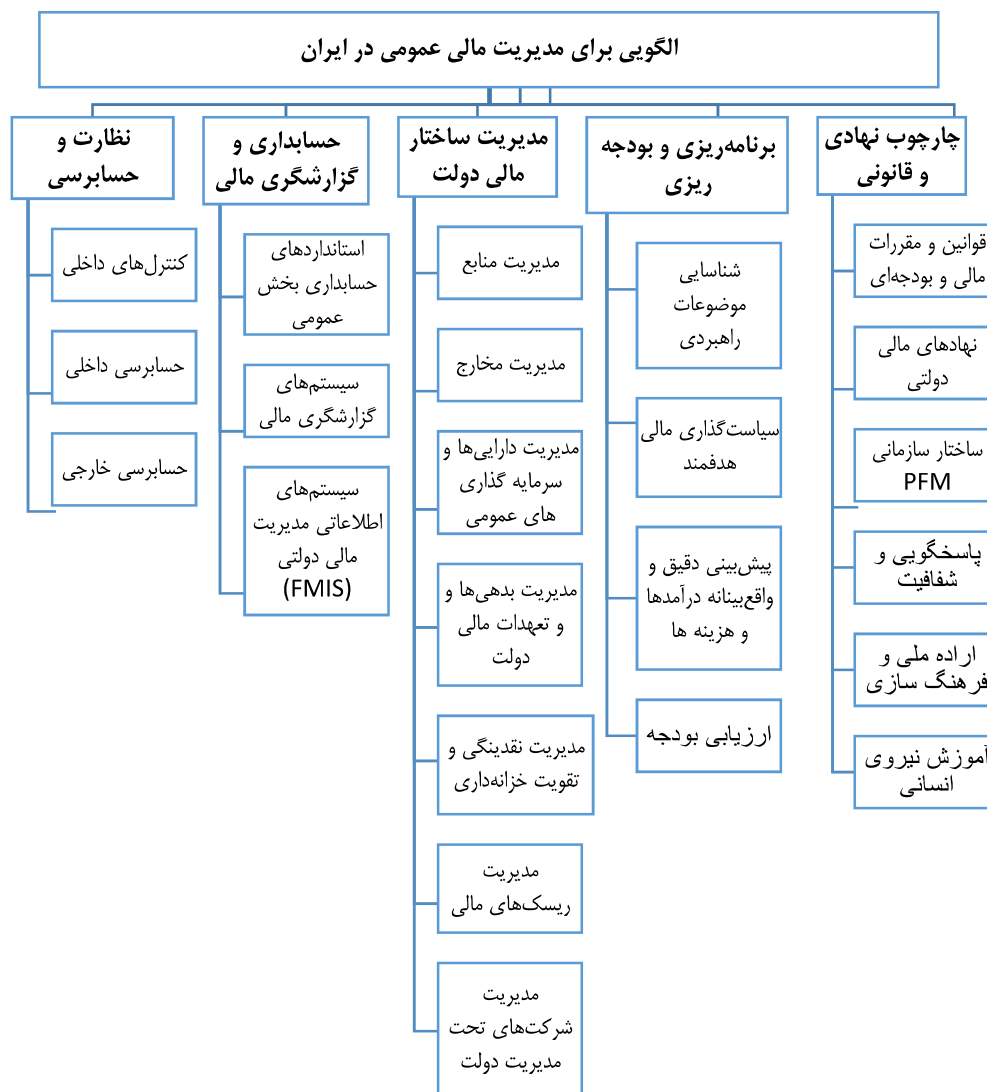 الگویی برای مدیریت مالی عمومی در ایران
چارچوب نهادی
و قانونی
قوانین و مقررات
مالی و بودجه‌ای
نهادهای مالی
دولتی
ساختار سازمانی
PFM
پاسخگویی و
شفافیت
اراده ملی و
فرهنگ سازی
آموزش نیروی
انسانی
برنامه‌ریزی و بودجه
ریزی
شناسایی
موضوعات
راهبردی
سیاست‌گذاری مالی
هدفمند
پیش‌بینی دقیق و
واقع‌بینانه درآمدها
و هزینه ها
ارزیابی بودجه
مدیریت ساختار
مالی دولت
مدیریت منابع
مدیریت مخارج
مدیریت دارایی‌ها و
سرمایه گذاری
های عمومی
مدیریت بدهی‌ها و
و تعهدات مالی
دولت
مدیریت نقدینگی و
تقویت خزانه‌داری
مدیریت
ریسک‌های مالی
مدیریت
شرکت‌های تحت
مدیریت دولت
حسابداری و
گزارشگری مالی
استانداردهای
حسابداری بخش
عمومی
سیستم‌های
گزارشگری مالی
سیستم‌های
اطلاعاتی مدیریت
مالی دولتی
(FMIS)
نظارت و
حسابرسی
کنترل‌های داخلی
حسابرسی داخلی
حسابرسی خارجی